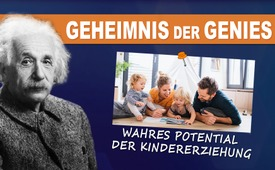 GEHEIMNIS DER GENIES
WAHRES POTENTIAL
DER KINDERERZIEHUNG